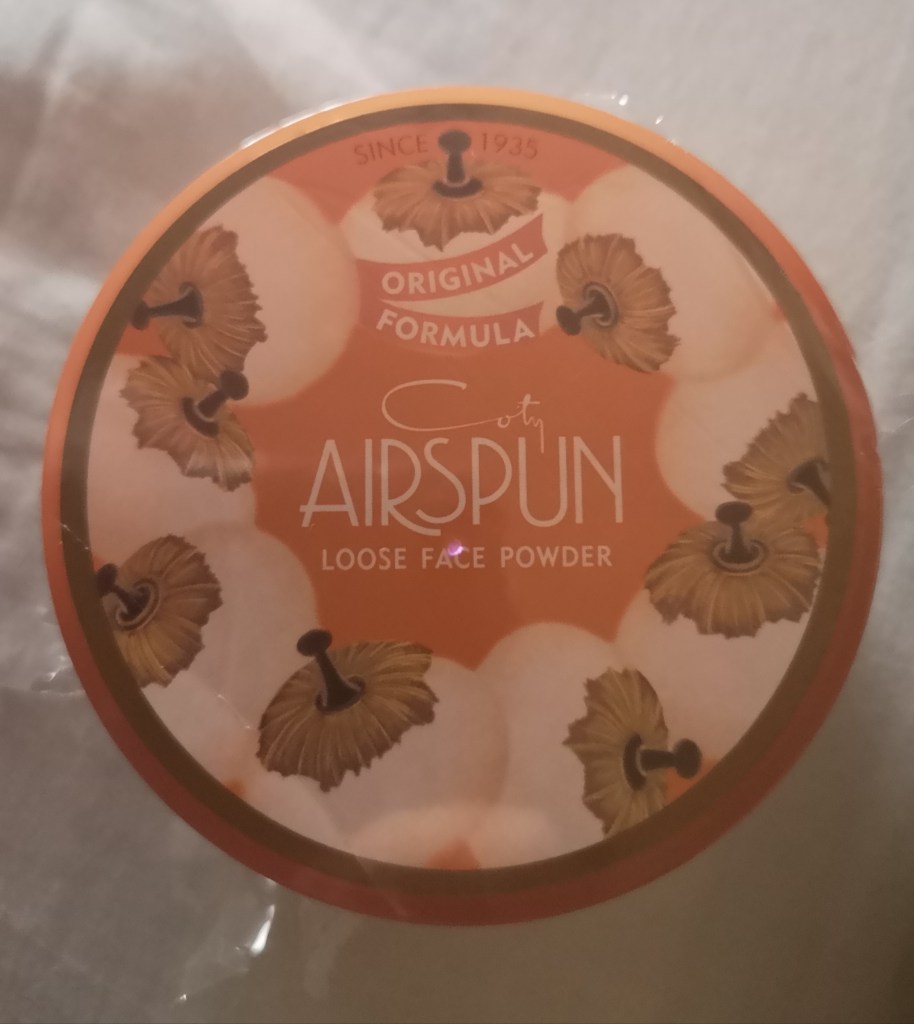 SINCE 1935
ORIGINAL
FORMULA
Coty
AIRSPUN
LOOSE FACE POWDER